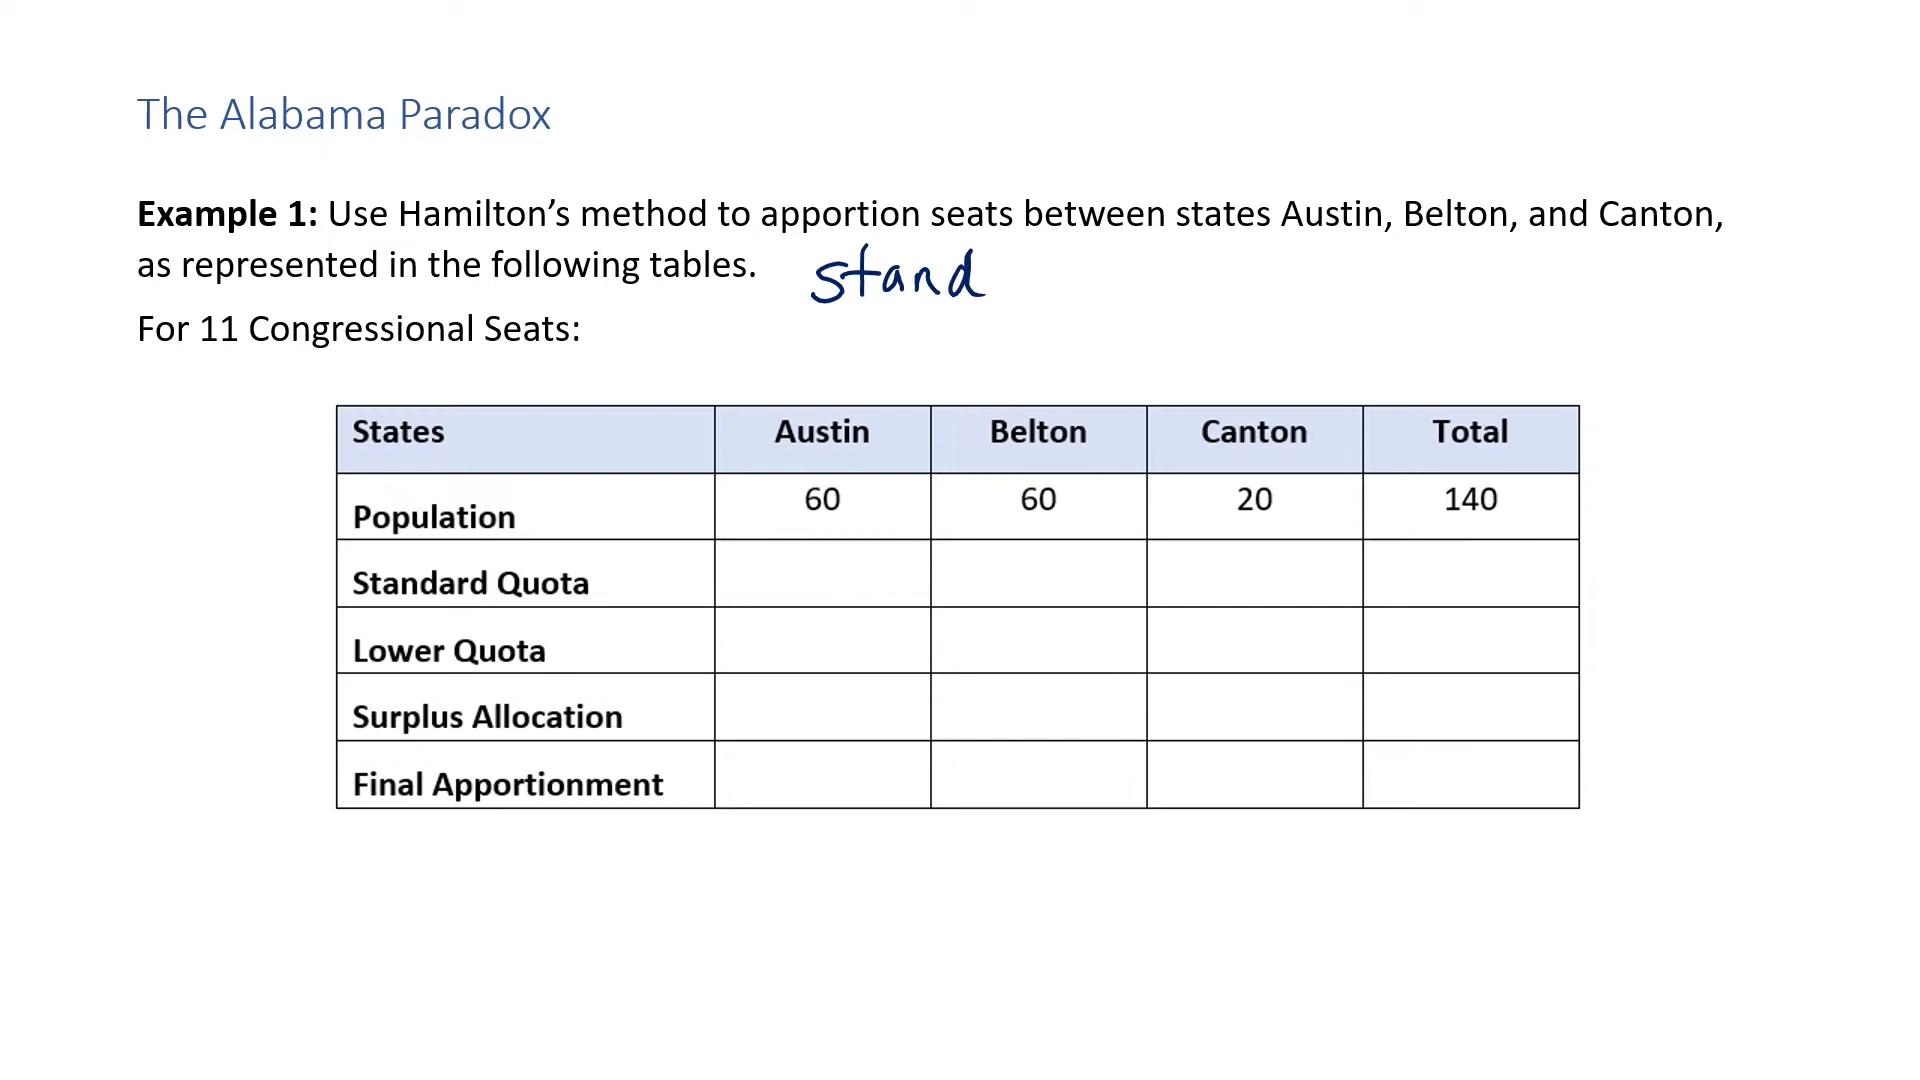 The Alabama Paradox
Example 1: Use Hamilton’s method to apportion seats between states Austin, Belton, and Canton,
as represented in the following tables. stand
For 11 Congressional Seats:
States Austin Belton Canton Total
Population 60 60 20 140
Standard Quota
Lower Quota
Surplus Allocation
Final Apportionment